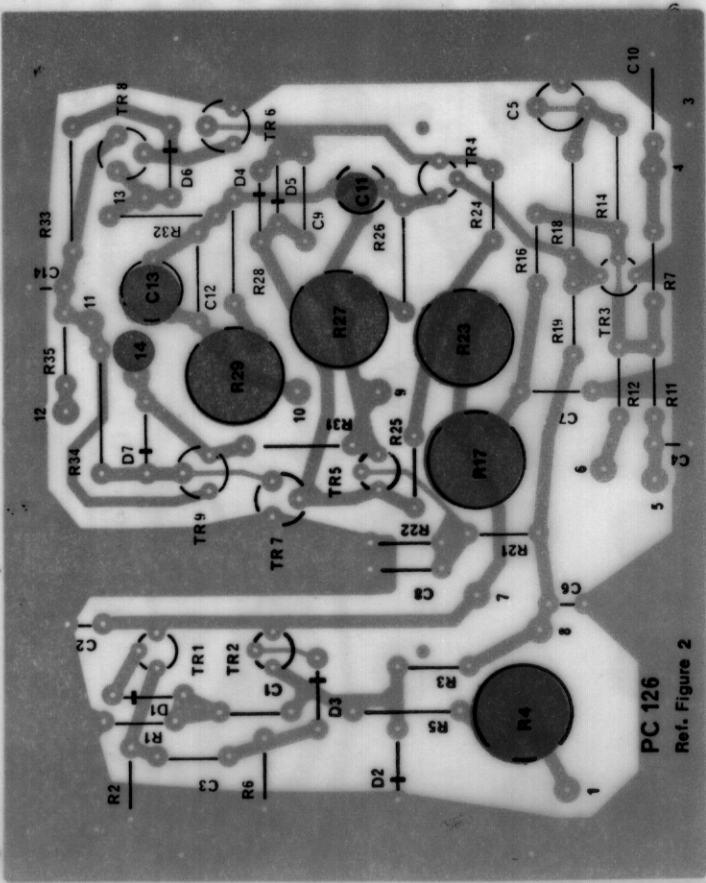 C10
3
4
C5
R14
R18
R7
TR 8
TR 6
TR4
R24
R16
TR3
R19
R12
R11
C7
C4
5
6
R33
13
D6
D4
D5
C9
C11
R26
R32
C14
C13
C12
R28
R27
R23
11
14
R29
R35
12
10
9
R31
R25
R17
R34
D7
TR5
TR9
TR 7
R22
R21
C8
7
C6
8
C2
TR1
TR2
C1
D1
R1
D3
R3
R5
R4
R2
C3
R6
D2
1
PC 126
Ref. Figure 2